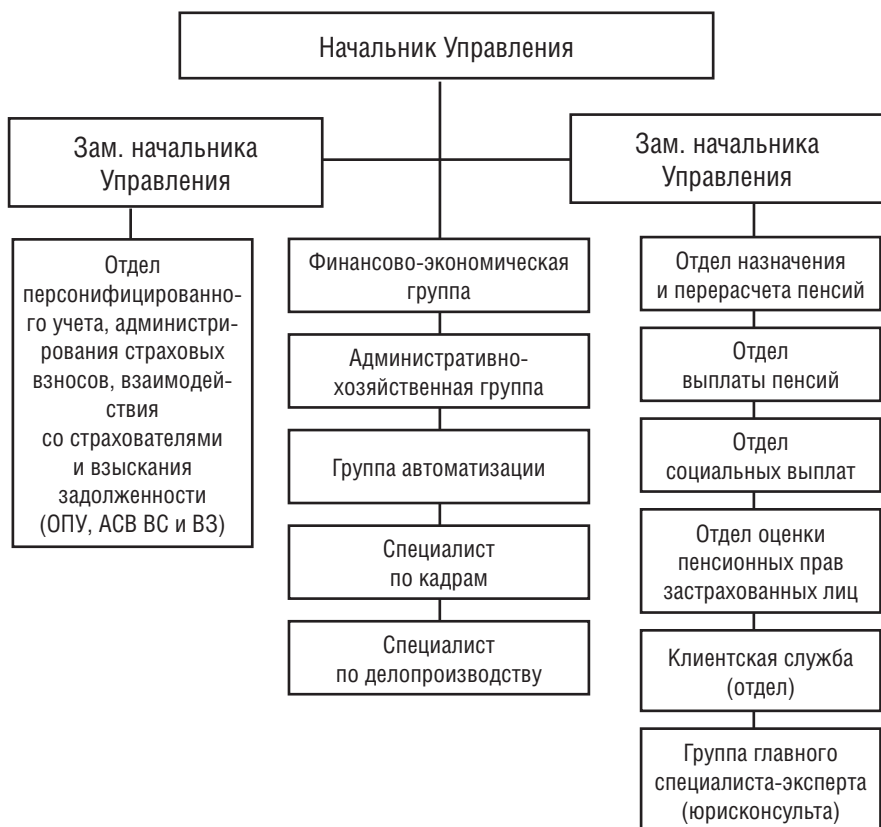 Начальник Управления
Зам. начальника
Управления
Зам. начальника
Управления
Отдел
персонифицированно-
го учета, администри-
рования страховых
взносов, взаимодей-
ствия
со страхователями
и взыскания
задолженности
(ОПУ, АСВ ВС и ВЗ)
Финансово-экономическая
группа
Административно-
хозяйственная группа
Группа автоматизации
Специалист
по кадрам
Специалист
по делопроизводству
Отдел назначения
и перерасчета пенсий
Отдел
выплаты пенсий
Отдел
социальных выплат
Отдел оценки
пенсионных прав
застрахованных лиц
Клиентская служба
(отдел)
Группа главного
специалиста-эксперта
(юрисконсульта)